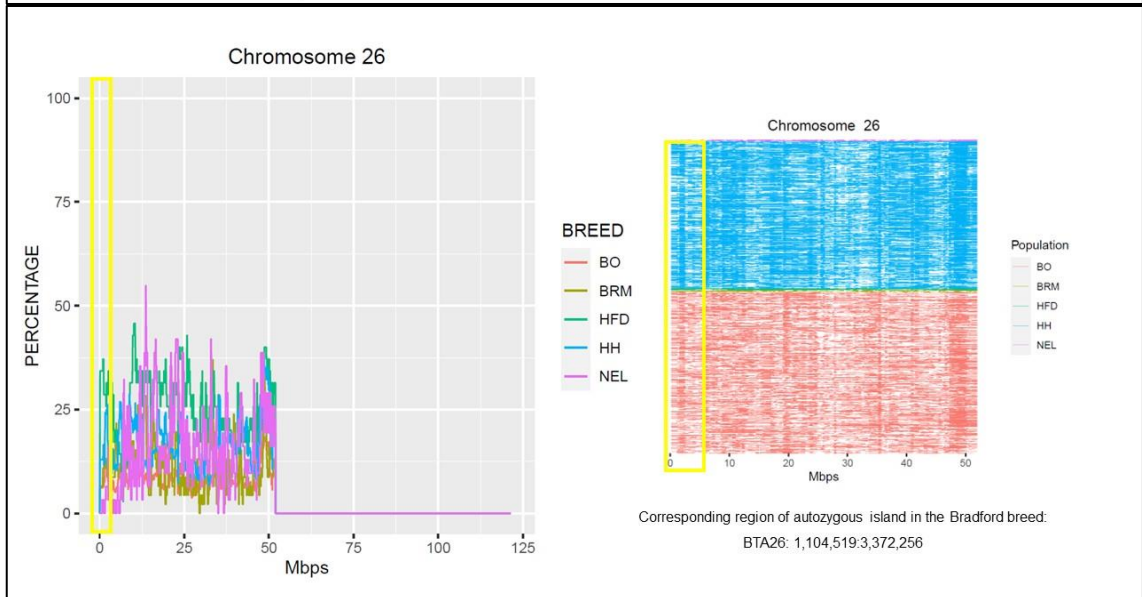 Chromosome 26
100
75
50
25
0
PERCENTAGE
0 25 50 75 100 125
Mbps
BREED
BO
BRM
HFD
HH
NEL
Chromosome 26
0 10 20 30 40 50
Mbps
Population
BO
BRM
HFD
HH
NEL
Corresponding region of autozygous island in the Bradford breed:
BTA26: 1,104,519:3,372,256